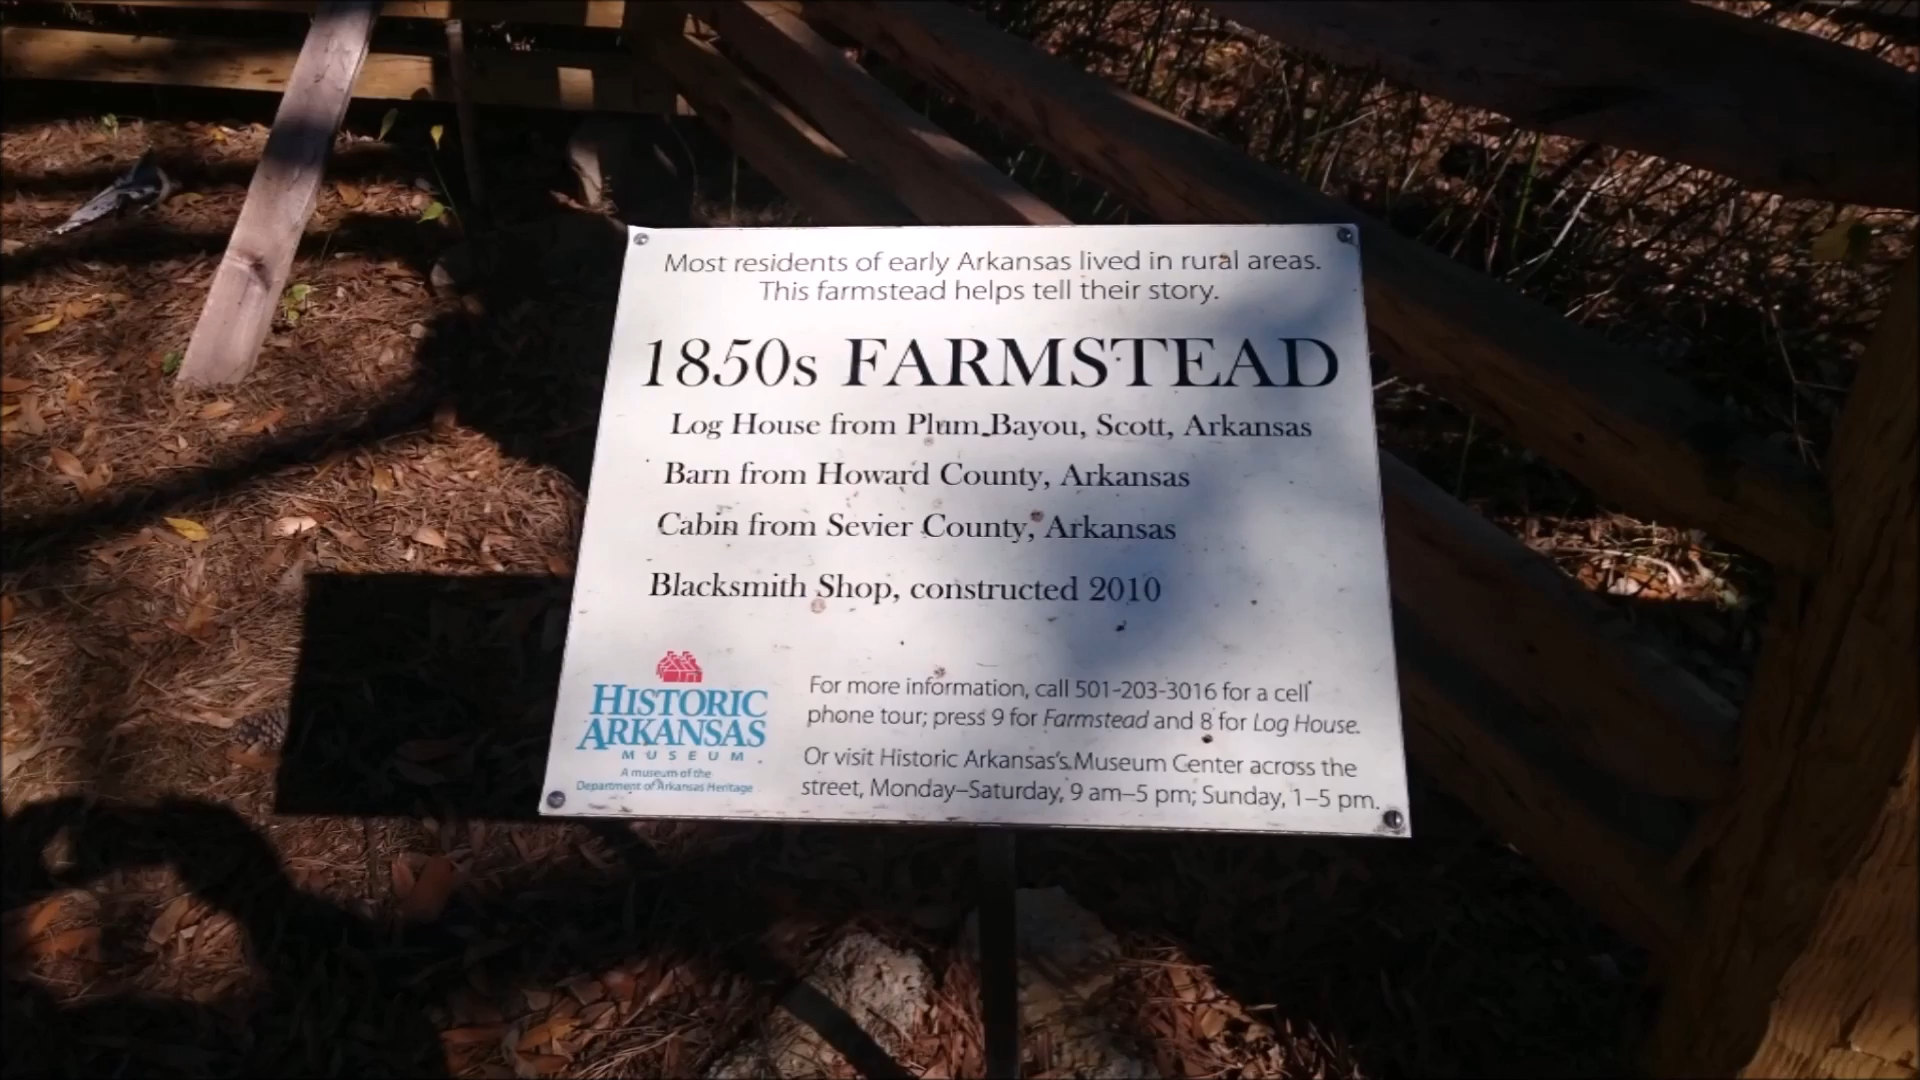 Most residents of early Arkansas lived in rural areas.
This farmstead helps tell their story.
1850s FARMSTEAD
Log House from Plum Bayou, Scott, Arkansas
Barn from Howard County, Arkansas
Cabin from Sevier County, Arkansas
Blacksmith Shop, constructed 2010
HISTORIC
ARKANSAS
MUSEUM
A museum of the
Department of Arkansas Heritage
For more information, call 501-203-3016 for a cell
phone tour; press 9 for Farmstead and 8 for Log House.
Or visit Historic Arkansas's Museum Center across the
street, Monday–Saturday, 9 am–5 pm; Sunday, 1–5 pm.